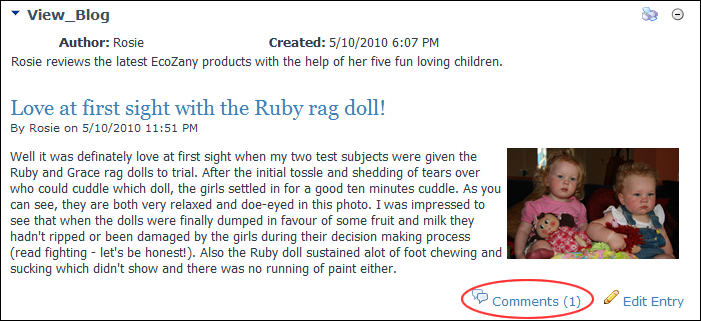 View_Blog
Author: Rosie Created: 5/10/2010 6:07 PM
Rosie reviews the latest EcoZany products with the help of her five fun loving children.
Love at first sight with the Ruby rag doll!
By Rosie on 5/10/2010 11:51 PM
Well it was definately love at first sight when my two test subjects were given the
Ruby and Grace rag dolls to trial. After the initial tossle and shedding of tears over
who could cuddle which doll, the girls settled in for a good ten minutes cuddle. As you
can see, they are both very relaxed and doe-eyed in this photo. I was impressed to
see that when the dolls were finally dumped in favour of some fruit and milk they
hadn't ripped or been damaged by the girls during their decision making process
(read fighting - let's be honest!). Also the Ruby doll sustained alot of foot chewing and
sucking which didn't show and there was no running of paint either.
Comments (1) Edit Entry